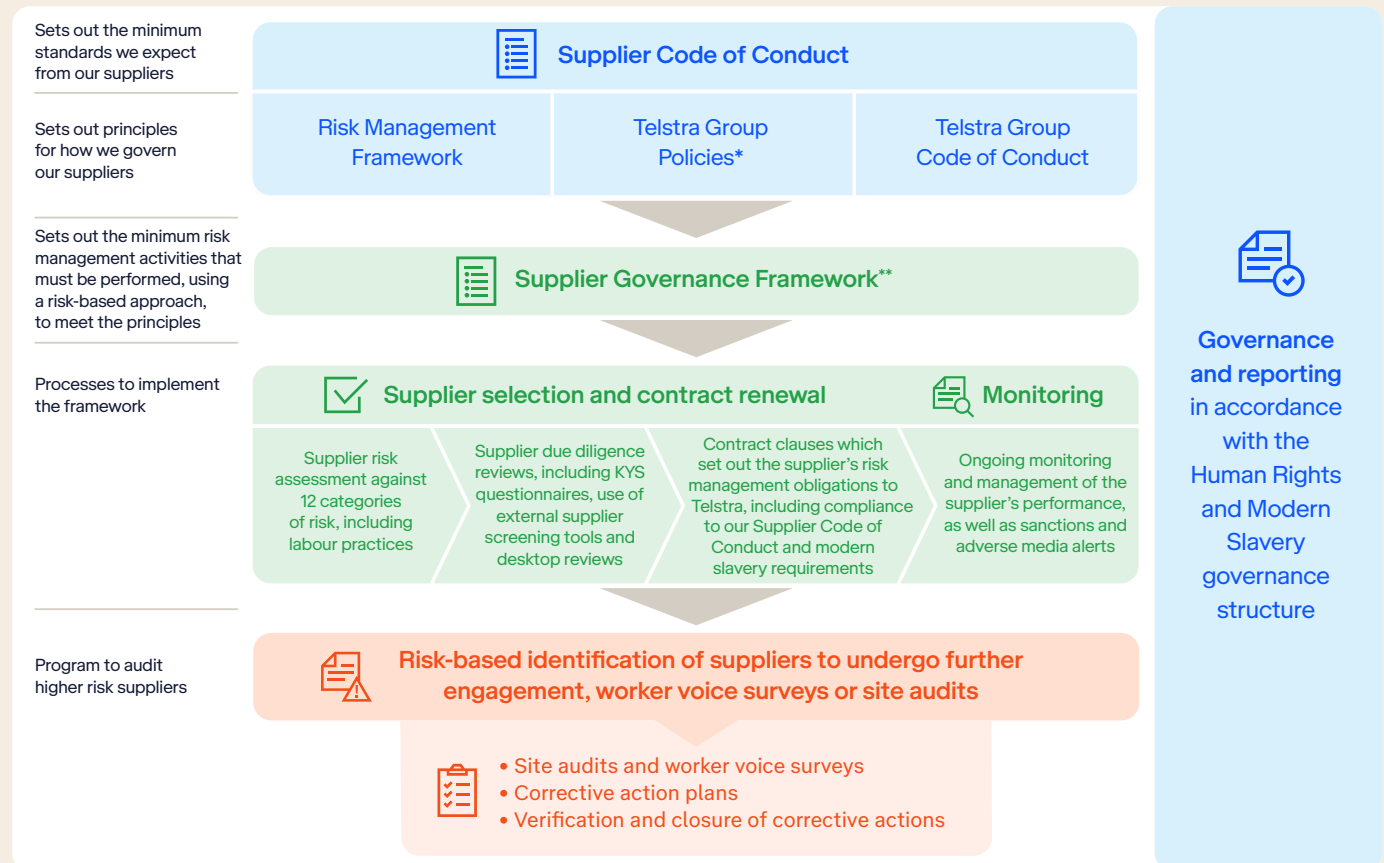 Sets out the minimum
standards we expect
from our suppliers
Supplier Code of Conduct
Sets out principles
for how we govern
our suppliers
Risk Management
Framework
Telstra Group
Policies*
Telstra Group
Code of Conduct
Sets out the minimum risk
management activities that
must be performed, using
a risk-based approach,
to meet the principles
Supplier Governance Framework**
Processes to implement
the framework
Supplier selection and contract renewal
Monitoring
Supplier risk
assessment against
12 categories
of risk, including
labour practices
Supplier due diligence
reviews, including KYS
questionnaires, use of
external supplier
screening tools and
desktop reviews
Contract clauses which
set out the supplier’s risk
management obligations to
Telstra, including compliance
to our Supplier Code of
Conduct and modern
slavery requirements
Ongoing monitoring
and management of the
supplier’s performance,
as well as sanctions and
adverse media alerts
Program to audit
higher risk suppliers
Risk-based identification of suppliers to undergo further
engagement, worker voice surveys or site audits
• Site audits and worker voice surveys
• Corrective action plans
• Verification and closure of corrective actions
Governance
and reporting
in accordance
with the
Human Rights
and Modern
Slavery
governance
structure